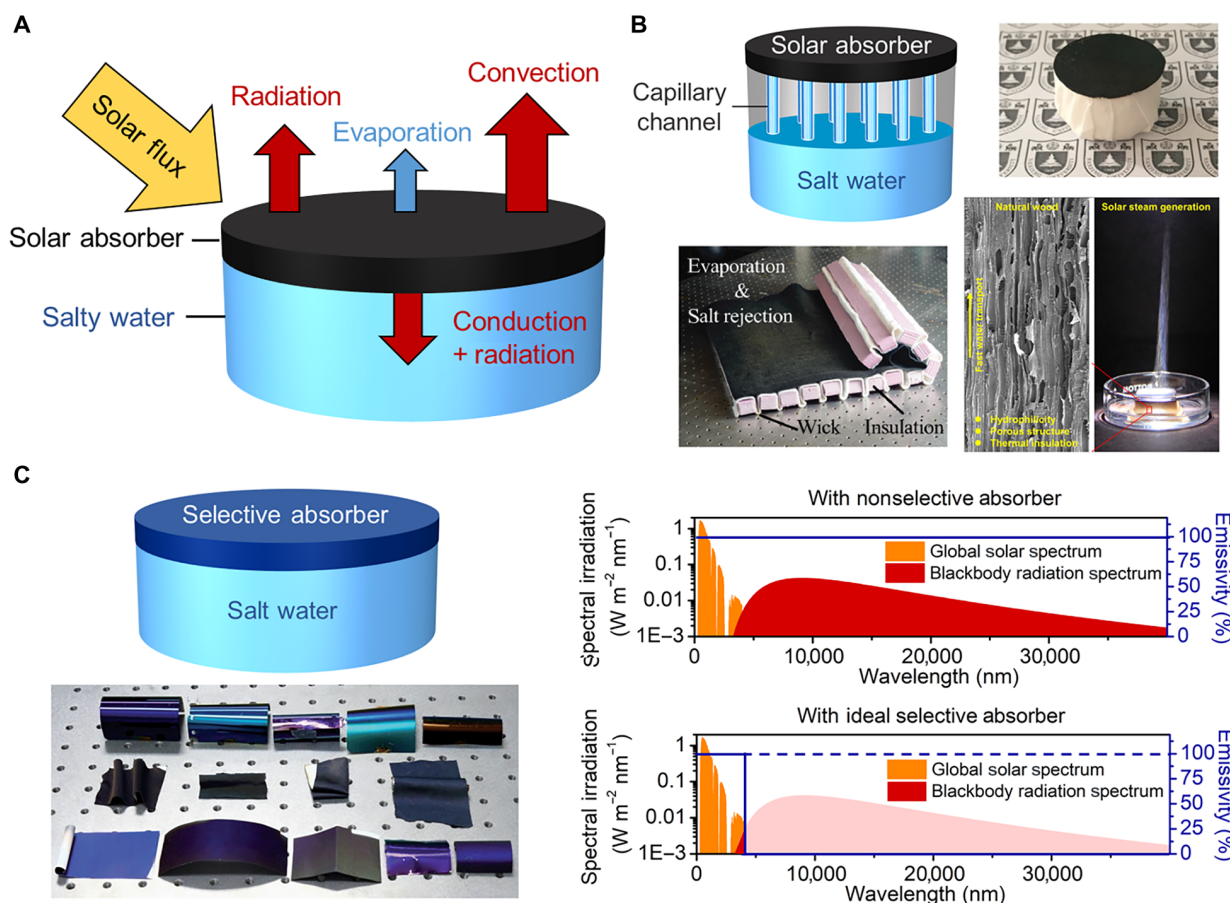 A
Solar flux
Radiation
Evaporation
Convection
Solar absorber
Salty water
Conduction
+ radiation
B
Solar absorber
Capillary
channel
Salt water
Evaporation
&
Salt rejection
Wick
Insulation
Natural wood
Fast water transport
Hydrophilicity
Porous structure
Thermal insulation
Solar steam generation
C
Selective absorber
Salt water
With nonselective absorber
Spectral irradiation
(W m⁻² nm⁻¹)
1
0.1
0.01
1E−3
Global solar spectrum
Blackbody radiation spectrum
100
75
50
25
0
Emissivity (%)
0 10,000 20,000 30,000
Wavelength (nm)
With ideal selective absorber
Spectral irradiation
(W m⁻² nm⁻¹)
1
0.1
0.01
1E−3
Global solar spectrum
Blackbody radiation spectrum
100
75
50
25
0
Emissivity (%)
0 10,000 20,000 30,000
Wavelength (nm)